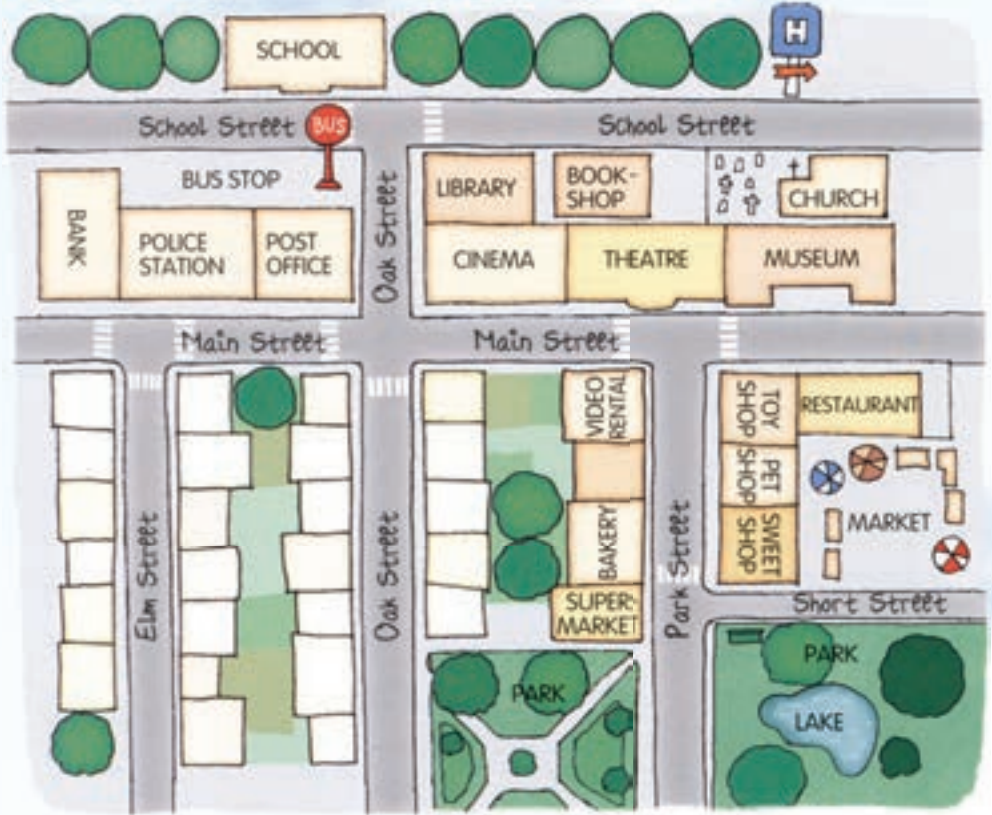 SCHOOL
H
School Street
BUS
School Street
BUS STOP
BANK
POLICE
STATION
POST
OFFICE
Oak Street
LIBRARY
BOOK-
SHOP
CHURCH
CINEMA
THEATRE
MUSEUM
Main Street
Main Street
VIDEO
RENTAL
TOY
SHOP
RESTAURANT
PET
SHOP
SWEET
SHOP
MARKET
Elm Street
Oak Street
BAKERY
SUPER-
MARKET
Park Street
Short Street
PARK
PARK
LAKE